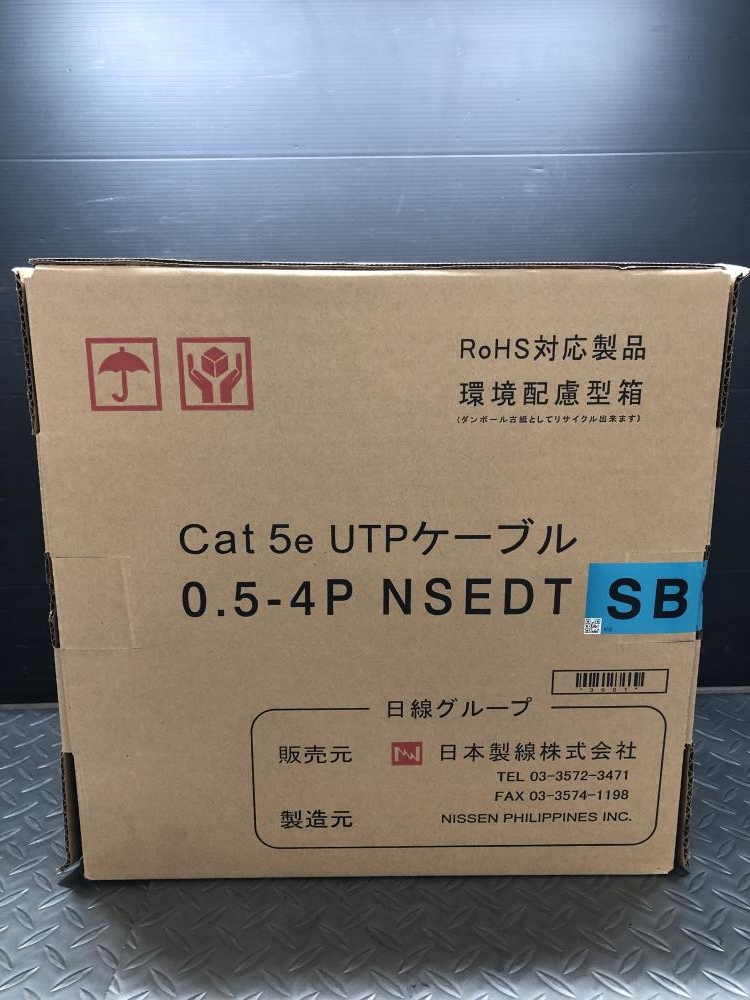 RoHS対応製品
環境配慮型箱
(ダンボール古紙としてリサイクル出来ます)
Cat 5e UTPケーブル
0.5-4P NSEDT SB
*3001*
日線グループ
販売元 日本製線株式会社
TEL 03-3572-3471
FAX 03-3574-1198
製造元 NISSEN PHILIPPINES INC.